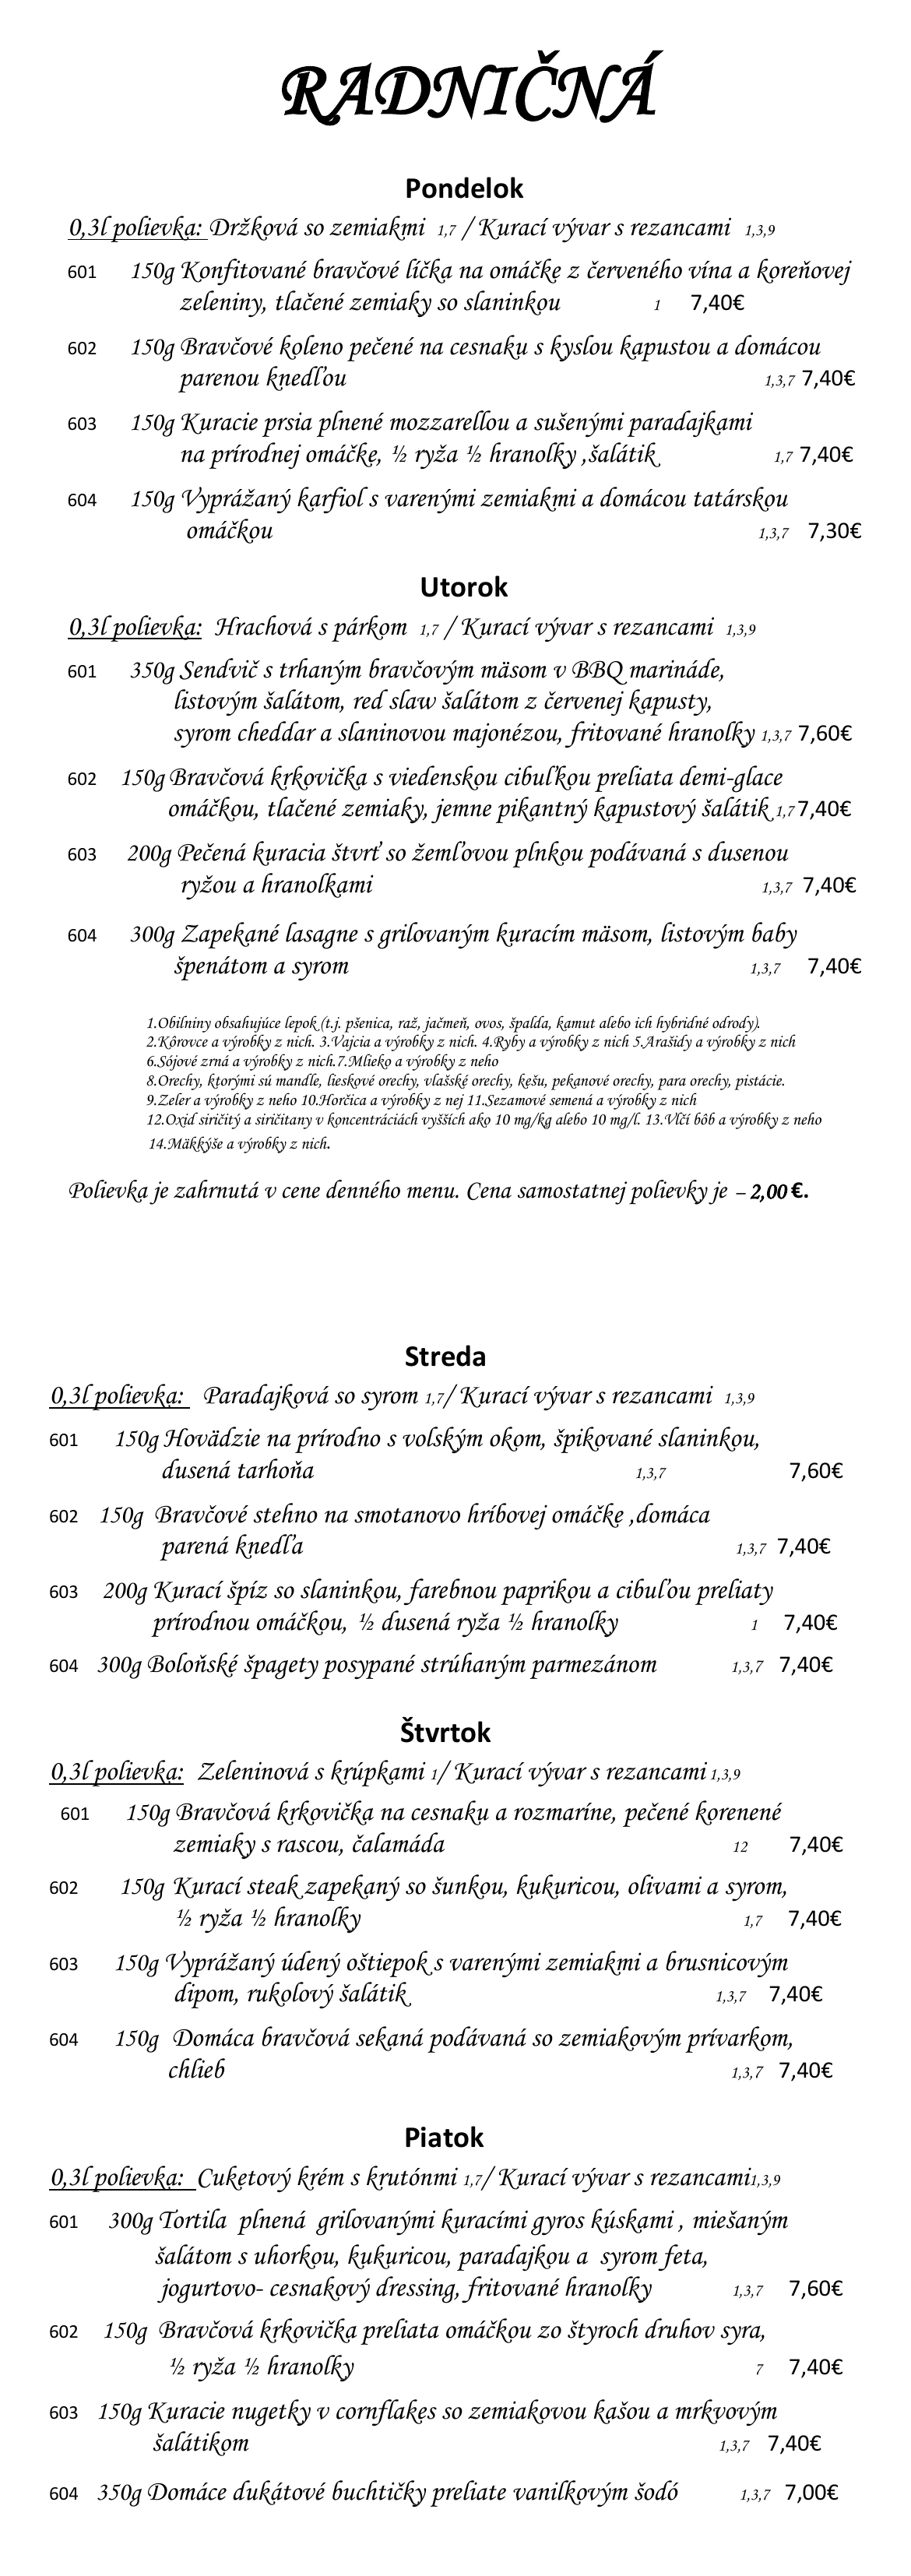 RADNIČNÁ
Pondelok
0,3l polievka: Držková so zemiakmi 1,7 / Kurací vývar s rezancami 1,3,9
601 150g Konfitované bravčové líčka na omáčke z červeného vína a koreňovej
zeleniny, tlačené zemiaky so slaninkou 1 7,40€
602 150g Bravčové koleno pečené na cesnaku s kyslou kapustou a domácou
parenou knedľou 1,3,7 7,40€
603 150g Kuracie prsia plnené mozzarellou a sušenými paradajkami
na prírodnej omáčke, ½ ryža ½ hranolky ,šalátik 1,7 7,40€
604 150g Vyprážaný karfiol s varenými zemiakmi a domácou tatárskou
omáčkou 1,3,7 7,30€
Utorok
0,3l polievka: Hrachová s párkom 1,7 / Kurací vývar s rezancami 1,3,9
601 350g Sendvič s trhaným bravčovým mäsom v BBQ marináde,
listovým šalátom, red slaw šalátom z červenej kapusty,
syrom cheddar a slaninovou majonézou, fritované hranolky 1,3,7 7,60€
602 150g Bravčová krkovička s viedenskou cibuľkou preliata demi-glace
omáčkou, tlačené zemiaky, jemne pikantný kapustový šalátik 1,7 7,40€
603 200g Pečená kuracia štvrť so žemľovou plnkou podávaná s dusenou
ryžou a hranolkami 1,3,7 7,40€
604 300g Zapekané lasagne s grilovaným kuracím mäsom, listovým baby
špenátom a syrom 1,3,7 7,40€
1.Obilniny obsahujúce lepok (t.j. pšenica, raž, jačmeň, ovos, špalda, kamut alebo ich hybridné odrody).
2.Kôrovce a výrobky z nich. 3.Vajcia a výrobky z nich. 4.Ryby a výrobky z nich 5.Arašidy a výrobky z nich
6.Sójové zrná a výrobky z nich.7.Mlieko a výrobky z neho
8.Orechy, ktorými sú mandle, lieskové orechy, vlašské orechy, kešu, pekanové orechy, para orechy, pistácie.
9.Zeler a výrobky z neho 10.Horčica a výrobky z nej 11.Sezamové semená a výrobky z nich
12.Oxid siričitý a siričitany v koncentráciách vyšších ako 10 mg/kg alebo 10 mg/l. 13.Vlčí bôb a výrobky z neho
14.Mäkkýše a výrobky z nich.
Polievka je zahrnutá v cene denného menu. Cena samostatnej polievky je – 2,00 €.
Streda
0,3l polievka: Paradajková so syrom 1,7/ Kurací vývar s rezancami 1,3,9
601 150g Hovädzie na prírodno s volským okom, špikované slaninkou,
dusená tarhoňa 1,3,7 7,60€
602 150g Bravčové stehno na smotanovo hríbovej omáčke ,domáca
parená knedľa 1,3,7 7,40€
603 200g Kurací špíz so slaninkou, farebnou paprikou a cibuľou preliaty
prírodnou omáčkou, ½ dusená ryža ½ hranolky 1 7,40€
604 300g Boloňské špagety posypané strúhaným parmezánom 1,3,7 7,40€
Štvrtok
0,3l polievka: Zeleninová s krúpkami 1/ Kurací vývar s rezancami 1,3,9
601 150g Bravčová krkovička na cesnaku a rozmaríne, pečené korenené
zemiaky s rascou, čalamáda 12 7,40€
602 150g Kurací steak zapekaný so šunkou, kukuricou, olivami a syrom,
½ ryža ½ hranolky 1,7 7,40€
603 150g Vyprážaný údený oštiepok s varenými zemiakmi a brusnicovým
dipom, rukolový šalátik 1,3,7 7,40€
604 150g Domáca bravčová sekaná podávaná so zemiakovým prívarkom,
chlieb 1,3,7 7,40€
Piatok
0,3l polievka: Cuketový krém s krutónmi 1,7/ Kurací vývar s rezancami1,3,9
601 300g Tortila plnená grilovanými kuracími gyros kúskami , miešaným
šalátom s uhorkou, kukuricou, paradajkou a syrom feta,
jogurtovo- cesnakový dressing, fritované hranolky 1,3,7 7,60€
602 150g Bravčová krkovička preliata omáčkou zo štyroch druhov syra,
½ ryža ½ hranolky 7 7,40€
603 150g Kuracie nugetky v cornflakes so zemiakovou kašou a mrkvovým
šalátikom 1,3,7 7,40€
604 350g Domáce dukátové buchtičky preliate vanilkovým šodó 1,3,7 7,00€